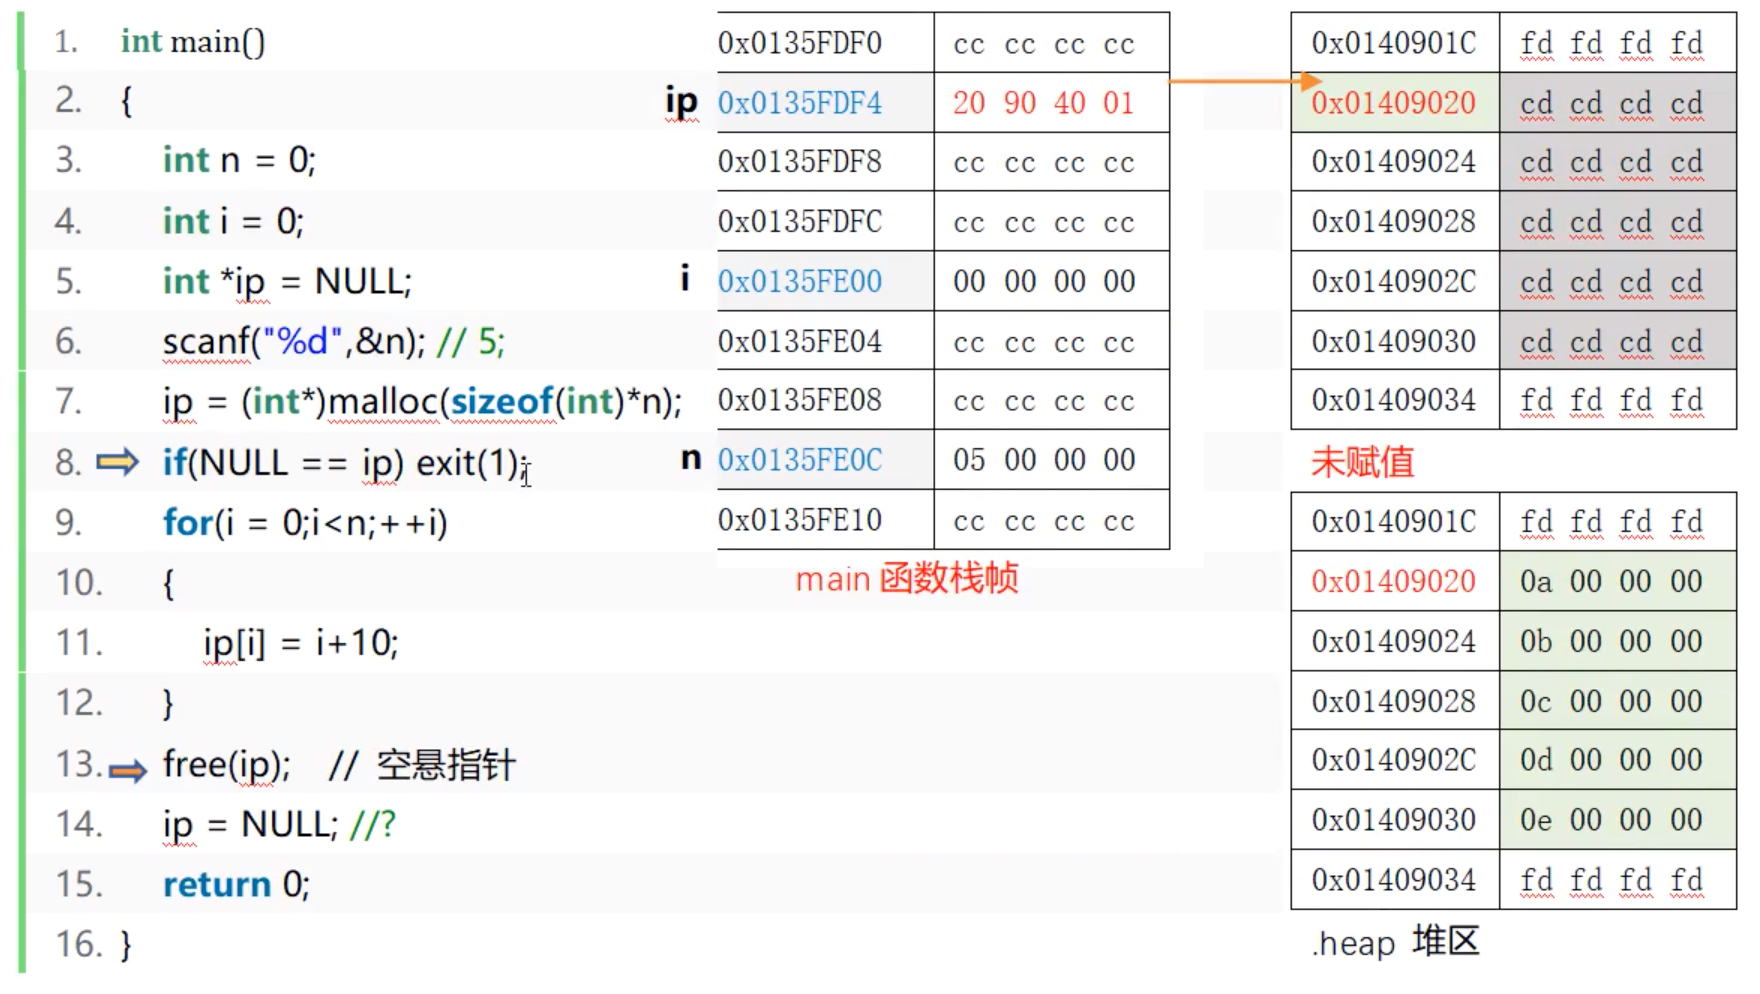 1. int main()
2. {
3. int n = 0;
4. int i = 0;
5. int *ip = NULL;
6. scanf("%d",&n); // 5;
7. ip = (int*)malloc(sizeof(int)*n);
8. if(NULL == ip) exit(1);
9. for(i = 0;i<n;++i)
10. {
11. ip[i] = i+10;
12. }
13. free(ip); // 空悬指针
14. ip = NULL; //?
15. return 0;
16. }
0x0135FDF0 cc cc cc cc
ip 0x0135FDF4 20 90 40 01
0x0135FDF8 cc cc cc cc
0x0135FDFC cc cc cc cc
i 0x0135FE00 00 00 00 00
0x0135FE04 cc cc cc cc
0x0135FE08 cc cc cc cc
n 0x0135FE0C 05 00 00 00
0x0135FE10 cc cc cc cc
main 函数栈帧
0x0140901C fd fd fd fd
0x01409020 cd cd cd cd
0x01409024 cd cd cd cd
0x01409028 cd cd cd cd
0x0140902C cd cd cd cd
0x01409030 cd cd cd cd
0x01409034 fd fd fd fd
未赋值
0x0140901C fd fd fd fd
0x01409020 0a 00 00 00
0x01409024 0b 00 00 00
0x01409028 0c 00 00 00
0x0140902C 0d 00 00 00
0x01409030 0e 00 00 00
0x01409034 fd fd fd fd
.heap 堆区